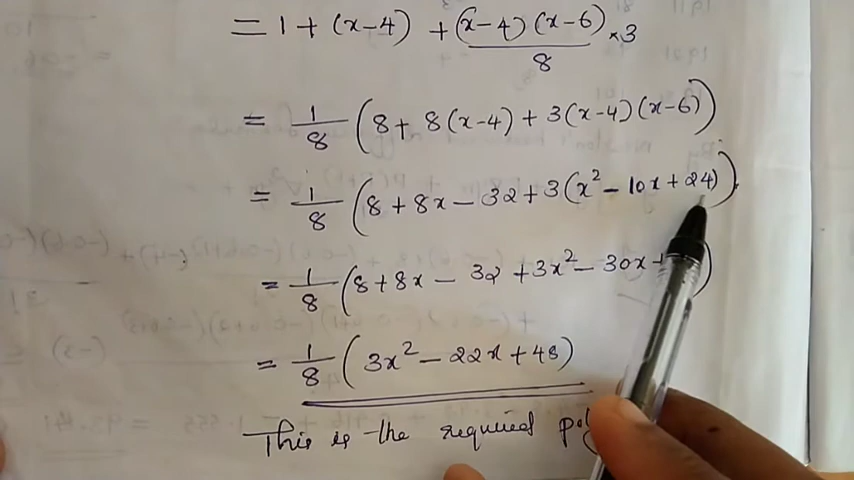 = 1 + (x-4) + (x-4)(x-6)/8 × 3
= 1/8 (8 + 8(x-4) + 3(x-4)(x-6))
= 1/8 (8 + 8x - 32 + 3(x² - 10x + 24))
= 1/8 (8 + 8x - 32 + 3x² - 30x + )
= 1/8 (3x² - 22x + 48)
This is the required